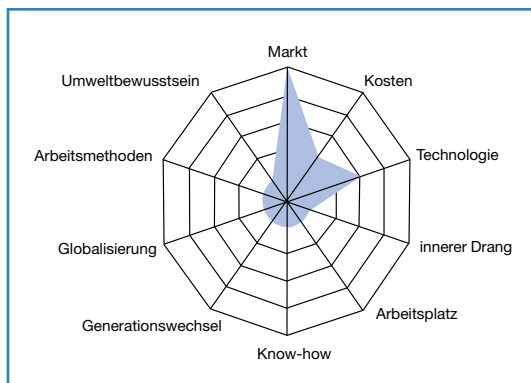 Markt
Umweltbewusstsein
Kosten
Arbeitsmethoden
Technologie
Globalisierung
innerer Drang
Generationswechsel
Arbeitsplatz
Know-how